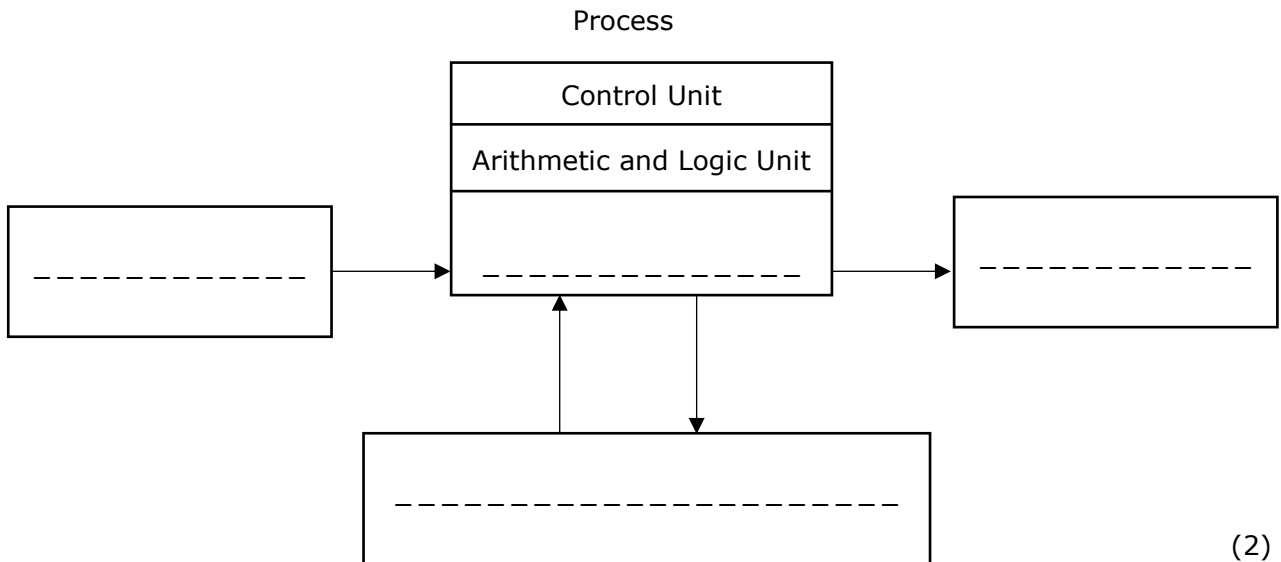 Process
Control Unit
Arithmetic and Logic Unit
_ _ _ _ _ _ _ _ _ _ _ _
_ _ _ _ _ _ _ _ _ _ _ _ _ _
_ _ _ _ _ _ _ _ _ _ _ _
_ _ _ _ _ _ _ _ _ _ _ _ _ _ _ _ _ _ _ _ _ _
(2)